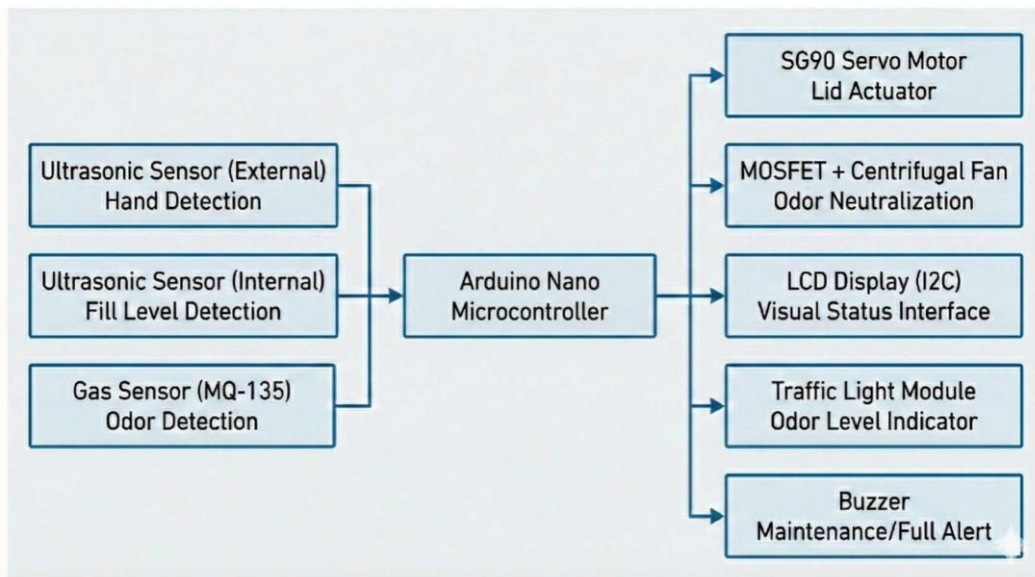 Ultrasonic Sensor (External)
Hand Detection
Ultrasonic Sensor (Internal)
Fill Level Detection
Gas Sensor (MQ-135)
Odor Detection
Arduino Nano
Microcontroller
SG90 Servo Motor
Lid Actuator
MOSFET + Centrifugal Fan
Odor Neutralization
LCD Display (I2C)
Visual Status Interface
Traffic Light Module
Odor Level Indicator
Buzzer
Maintenance/Full Alert